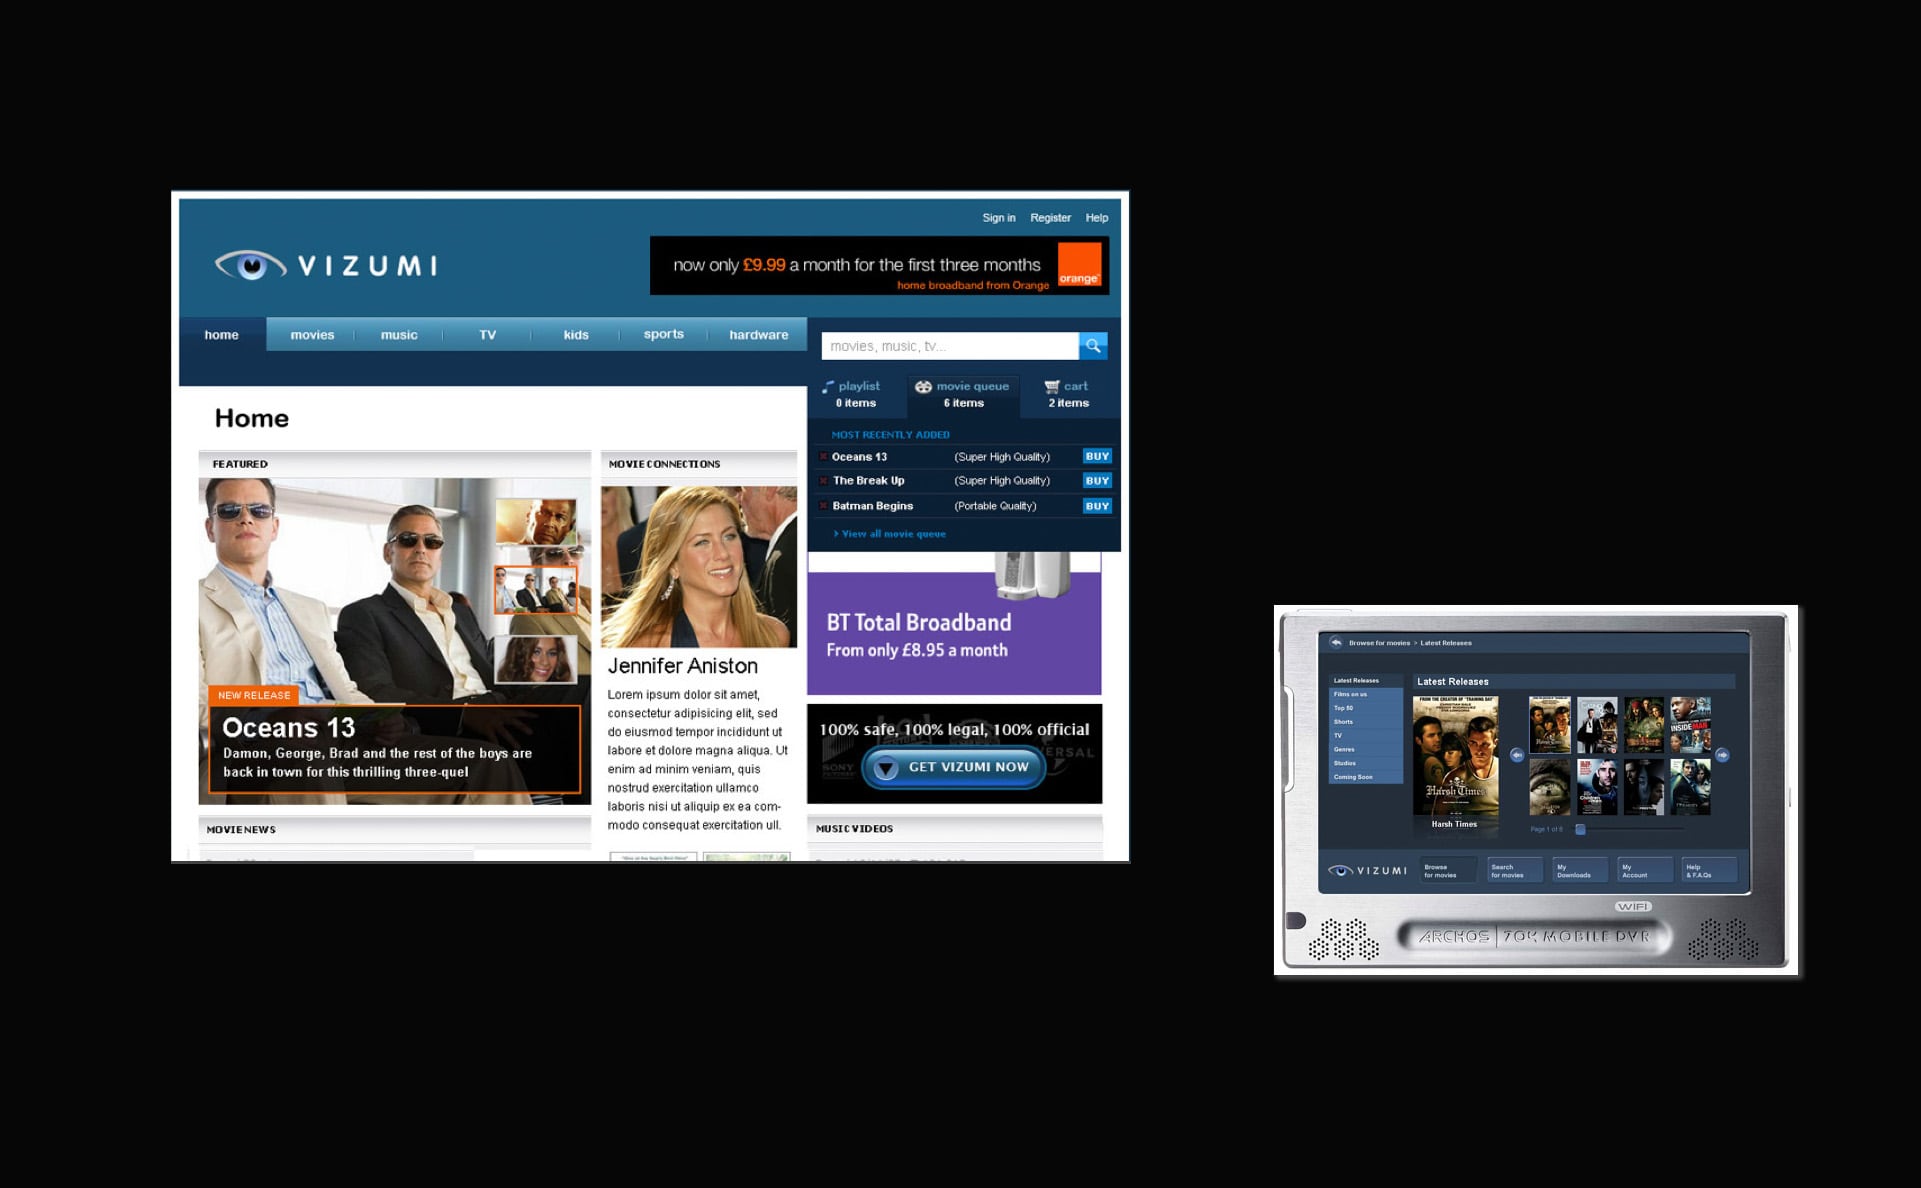 Sign in Register Help
VIZUMI
now only £9.99 a month for the first three months
home broadband from Orange
orange
home movies music TV kids sports hardware
movies, music, tv...
playlist
0 items
movie queue
6 items
cart
2 items
Home
MOST RECENTLY ADDED
Oceans 13 (Super High Quality) BUY
The Break Up (Super High Quality) BUY
Batman Begins (Portable Quality) BUY
View all movie queue
FEATURED
NEW RELEASE
Oceans 13
Damon, George, Brad and the rest of the boys are
back in town for this thrilling three-quel
MOVIE CONNECTIONS
Jennifer Aniston
Lorem ipsum dolor sit amet,
consectetur adipisicing elit, sed
do eiusmod tempor incididunt ut
labore et dolore magna aliqua. Ut
enim ad minim veniam, quis
nostrud exercitation ullamco
laboris nisi ut aliquip ex ea com-
modo consequat exercitation ull.
BT Total Broadband
From only £8.95 a month
100% safe, 100% legal, 100% official
SONY
GET VIZUMI NOW
MOVIE NEWS
MUSIC VIDEOS
Browse for movies > Latest Releases
Latest Releases
Films on us
Top 50
Shorts
TV
Genres
Studios
Coming Soon
Latest Releases
Harsh Times
Harsh Times
INSIDE MAN
Page 1 of 8
VIZUMI
Browse
for movies
Search
for movies
My
Downloads
My
Account
Help
& F.A.Qs
WIFI
ARCHOS 704 MOBILE DVR